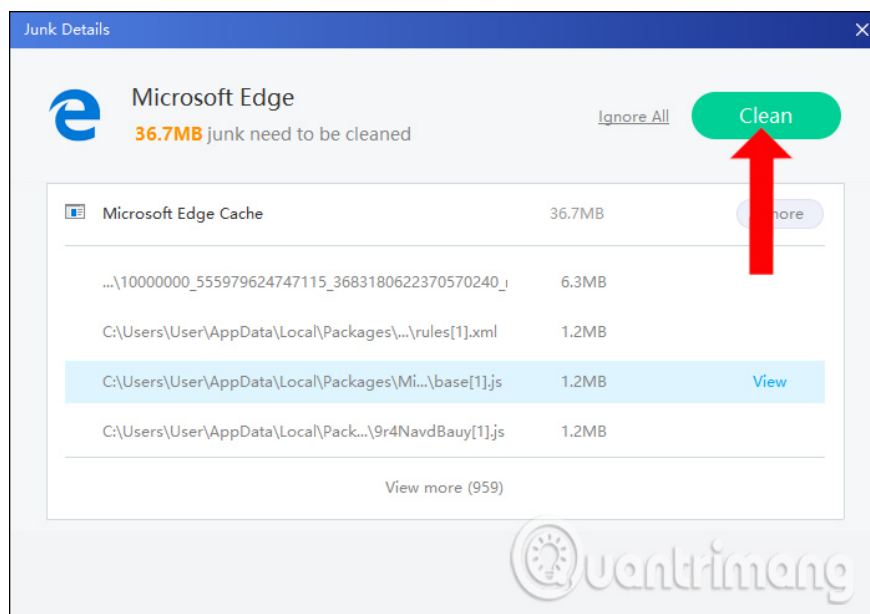 Junk Details
Microsoft Edge
36.7MB junk need to be cleaned
Ignore All
Clean
Microsoft Edge Cache 36.7MB
...\10000000_555979624747115_3683180622370570240_ 6.3MB
C:\Users\User\AppData\Local\Packages\...\rules[1].xml 1.2MB
C:\Users\User\AppData\Local\Packages\Mi...\base[1].js 1.2MB View
C:\Users\User\AppData\Local\Pack...\9r4NavdBauy[1].js 1.2MB
View more (959)
Quantrimang